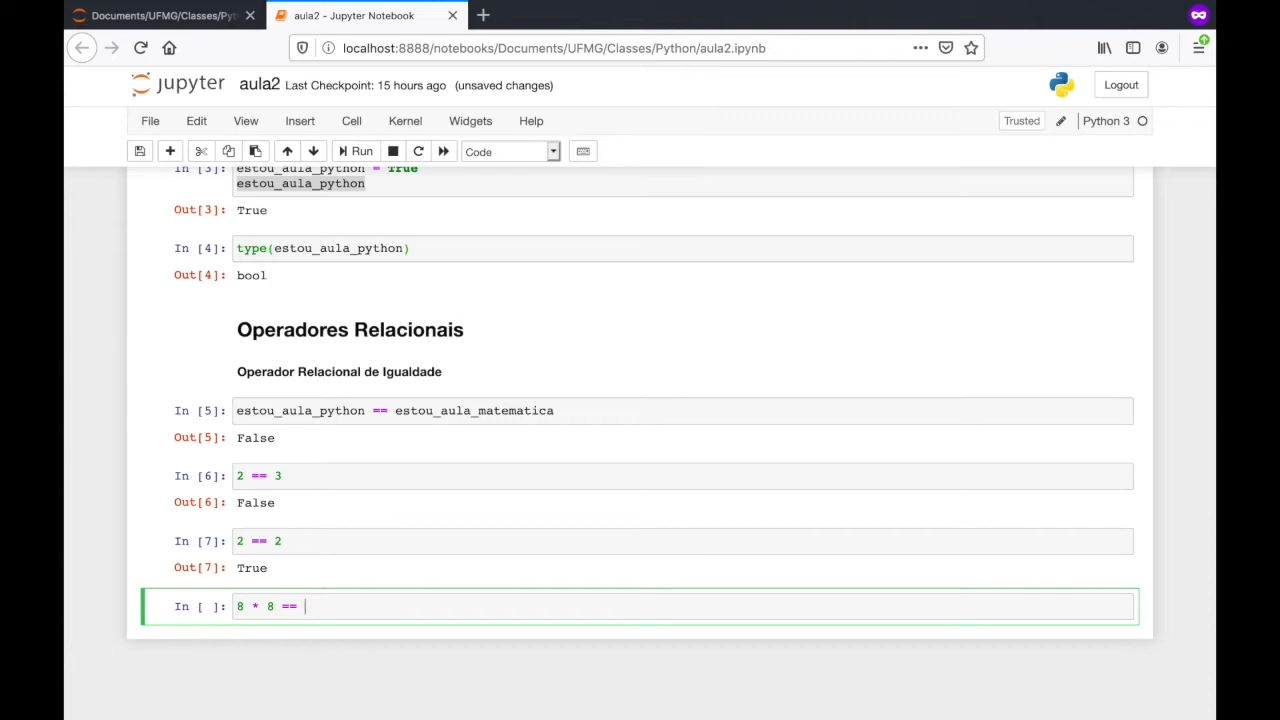 Documents/UFMG/Classes/Pyt
aula2 - Jupyter Notebook
localhost:8888/notebooks/Documents/UFMG/Classes/Python/aula2.ipynb
jupyter aula2 Last Checkpoint: 15 hours ago (unsaved changes)
Logout
File Edit View Insert Cell Kernel Widgets Help
Trusted
Python 3
Run
Code
In [3]: estou_aula_python = True
estou_aula_python
Out[3]: True
In [4]: type(estou_aula_python)
Out[4]: bool
Operadores Relacionais
Operador Relacional de Igualdade
In [5]: estou_aula_python == estou_aula_matematica
Out[5]: False
In [6]: 2 == 3
Out[6]: False
In [7]: 2 == 2
Out[7]: True
In [ ]: 8 * 8 ==